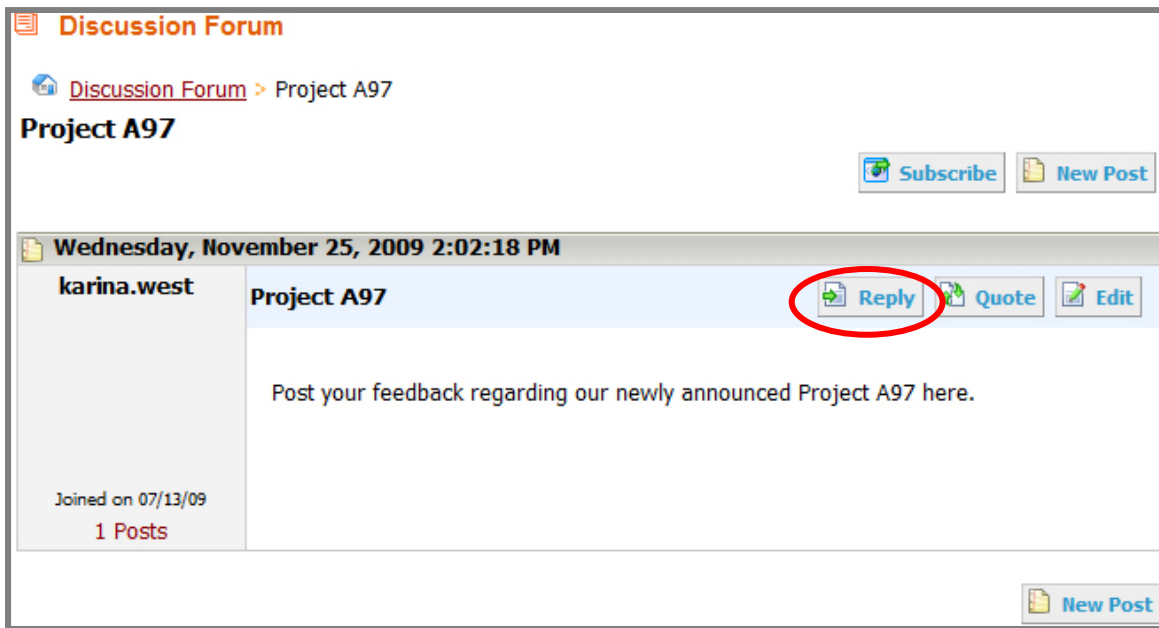 Discussion Forum
Discussion Forum > Project A97
Project A97
Subscribe New Post
Wednesday, November 25, 2009 2:02:18 PM
karina.west
Project A97 Reply Quote Edit
Post your feedback regarding our newly announced Project A97 here.
Joined on 07/13/09
1 Posts
New Post